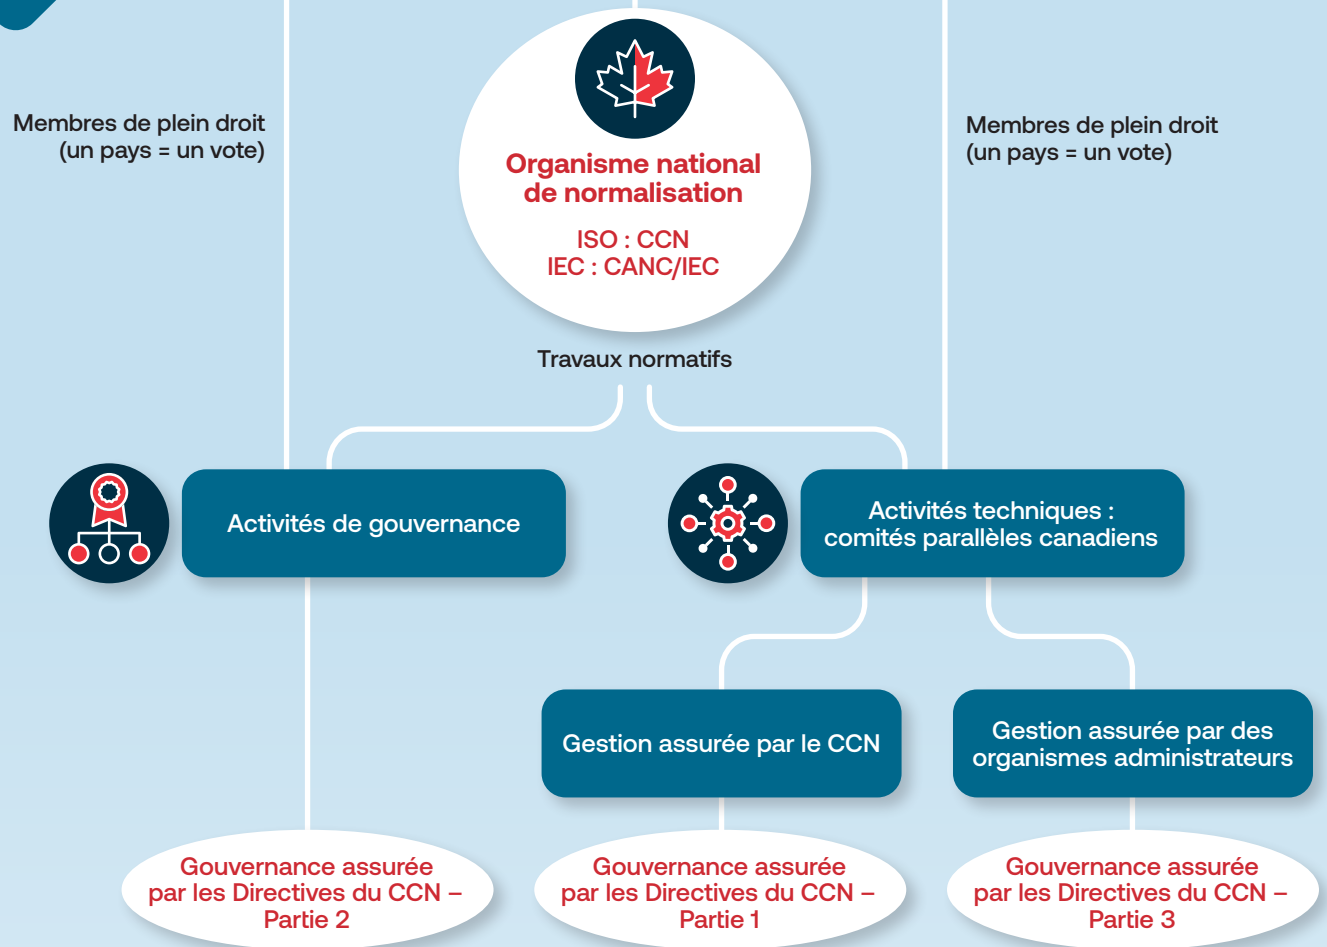 Membres de plein droit
(un pays = un vote)
Organisme national
de normalisation
ISO : CCN
IEC : CANC/IEC
Membres de plein droit
(un pays = un vote)
Travaux normatifs
Activités de gouvernance
Activités techniques :
comités parallèles canadiens
Gestion assurée par le CCN
Gestion assurée par des
organismes administrateurs
Gouvernance assurée
par les Directives du CCN –
Partie 2
Gouvernance assurée
par les Directives du CCN –
Partie 1
Gouvernance assurée
par les Directives du CCN –
Partie 3